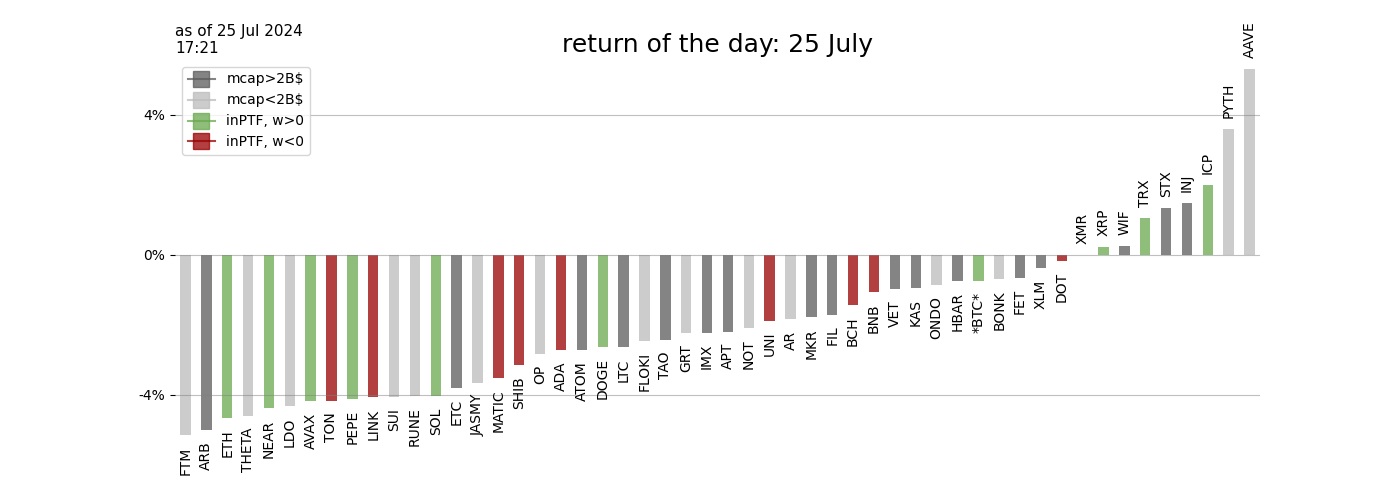 as of 25 Jul 2024
17:21
return of the day: 25 July
mcap>2B$
mcap<2B$
inPTF, w>0
inPTF, w<0
4%
0%
-4%
FTM
ARB
ETH
THETA
NEAR
LDO
AVAX
TON
PEPE
LINK
SUI
RUNE
SOL
ETC
JASMY
MATIC
SHIB
OP
ADA
ATOM
DOGE
LTC
FLOKI
TAO
GRT
IMX
APT
NOT
UNI
AR
MKR
FIL
BCH
BNB
VET
KAS
ONDO
HBAR
*BTC*
BONK
FET
XLM
DOT
XMR
XRP
WIF
TRX
STX
INJ
ICP
PYTH
AAVE